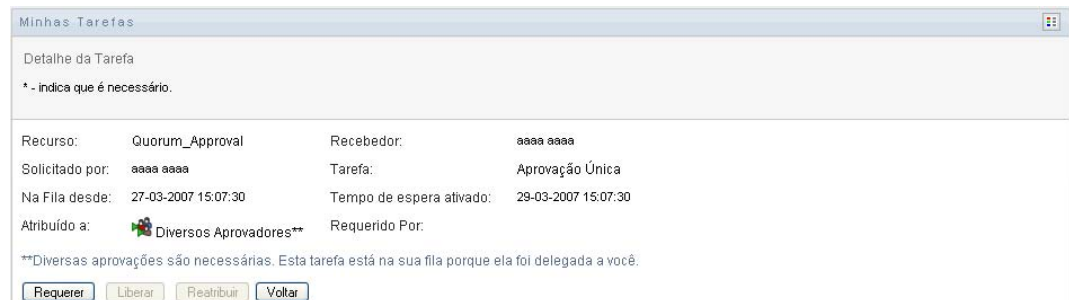 Minhas Tarefas
Detalhe da Tarefa
* - indica que é necessário.
Recurso: Quorum_Approval Recebedor: aaaa aaaa
Solicitado por: aaaa aaaa Tarefa: Aprovação Única
Na Fila desde: 27-03-2007 15:07:30 Tempo de espera ativado: 29-03-2007 15:07:30
Atribuído a: Diversos Aprovadores** Requerido Por:
**Diversas aprovações são necessárias. Esta tarefa está na sua fila porque ela foi delegada a você.
Requerer Liberar Reatribuir Voltar